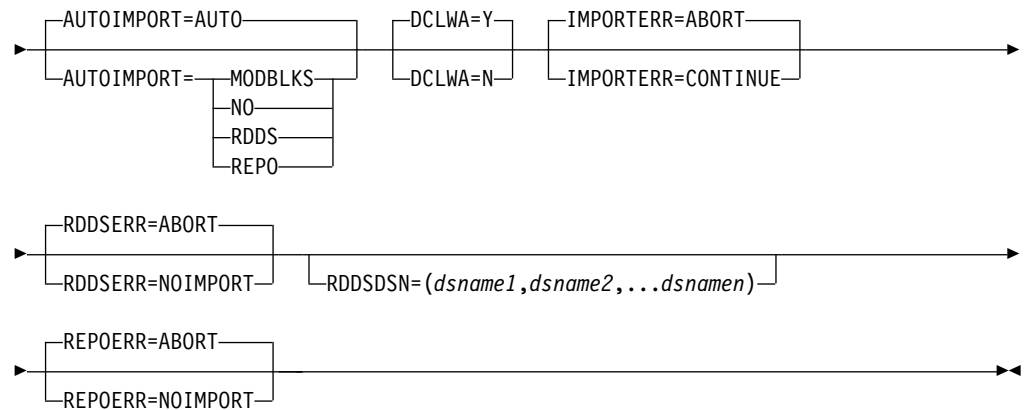 AUTOIMPORT=AUTO DCLWA=Y IMPORTERR=ABORT
AUTOIMPORT= MODBLKS DCLWA=N IMPORTERR=CONTINUE
NO
RDDS
REPO
RDDSERR=ABORT
RDDSERR=NOIMPORT RDDSDSN=(dsname1,dsname2,...dsnamen)
REPOERR=ABORT
REPOERR=NOIMPORT